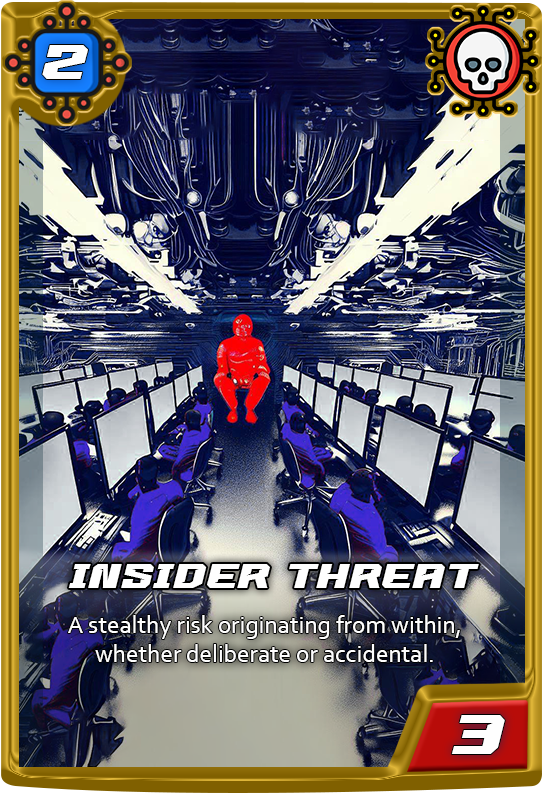 2
INSIDER THREAT
A stealthy risk originating from within,
whether deliberate or accidental.
3